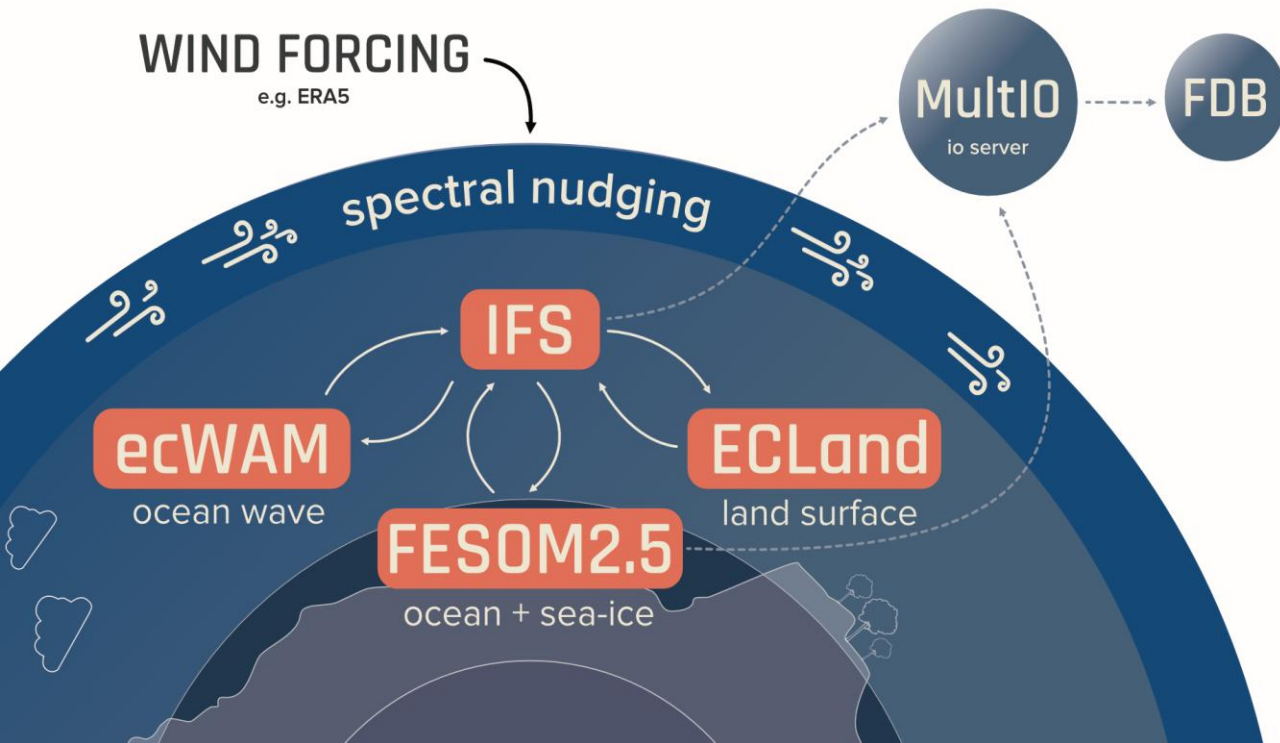 WIND FORCING
e.g. ERA5
MultIO
io server
FDB
spectral nudging
IFS
ecWAM
ocean wave
ECLand
land surface
FESOM2.5
ocean + sea-ice